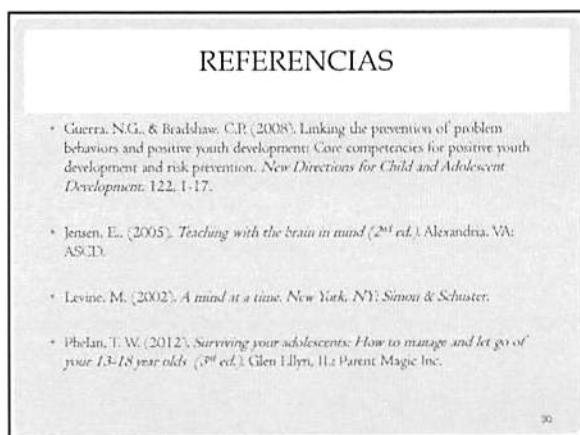 REFERENCIAS
• Guerra, N.G., & Bradshaw, C.P. (2008). Linking the prevention of problem
behaviors and positive youth development: Core competencies for positive youth
development and risk prevention. New Directions for Child and Adolescent
Development, 122, 1-17.
• Jensen, E., (2005). Teaching with the brain in mind (2nd ed.). Alexandria, VA:
ASCD.
• Levine, M. (2002). A mind at a time. New York, NY: Simon & Schuster.
• Phelan, T. W. (2012). Surviving your adolescents: How to manage and let go of
your 13-18 year olds (3rd ed.). Glen Ellyn, IL: Parent Magic Inc.
30